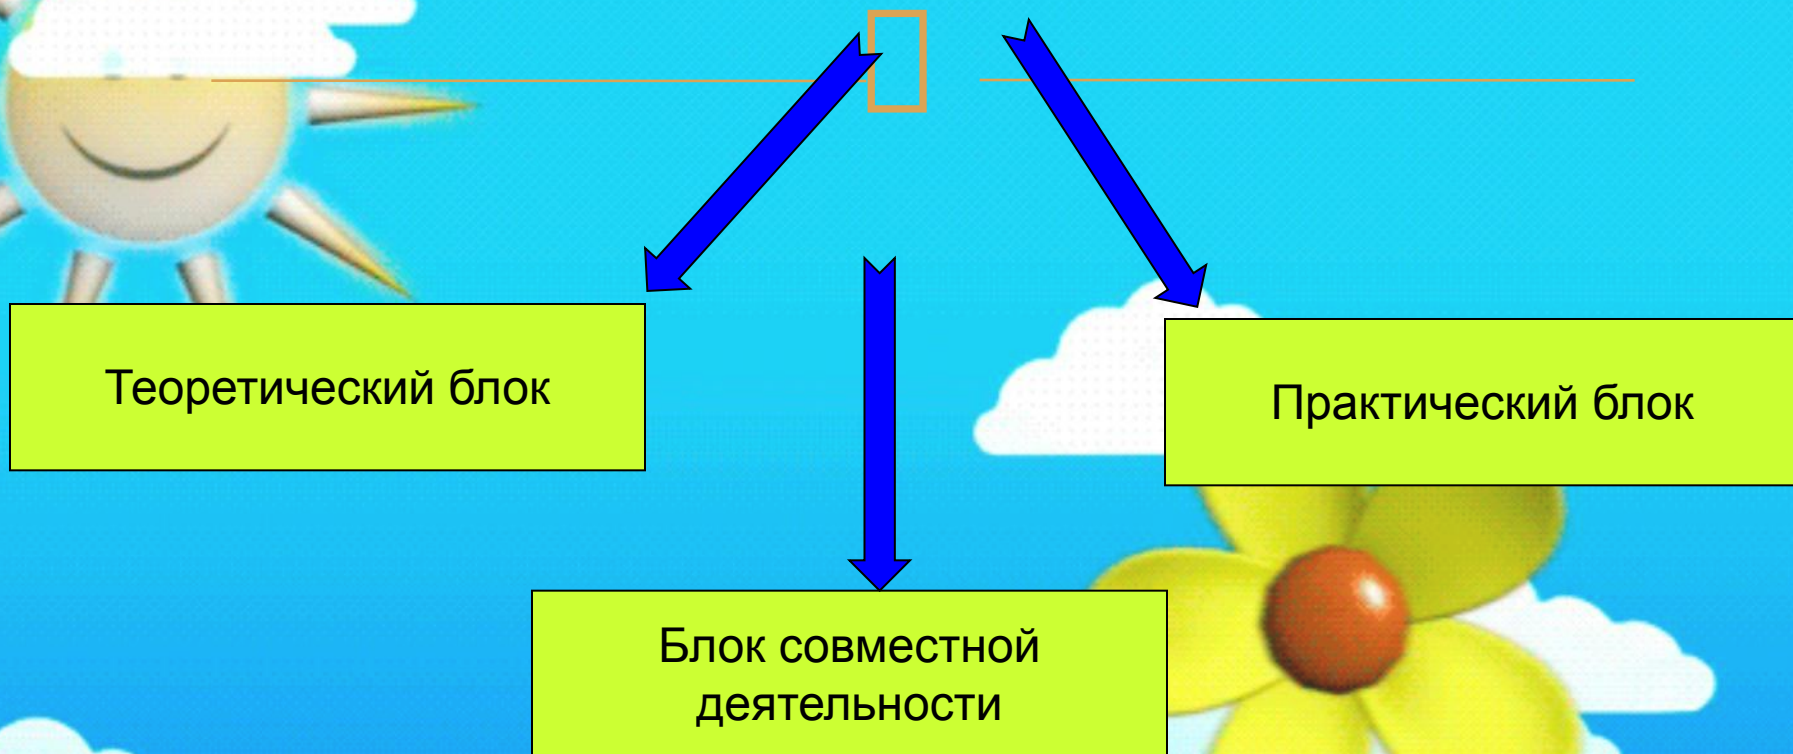 Теоретический блок
Практический блок
Блок совместной
деятельности